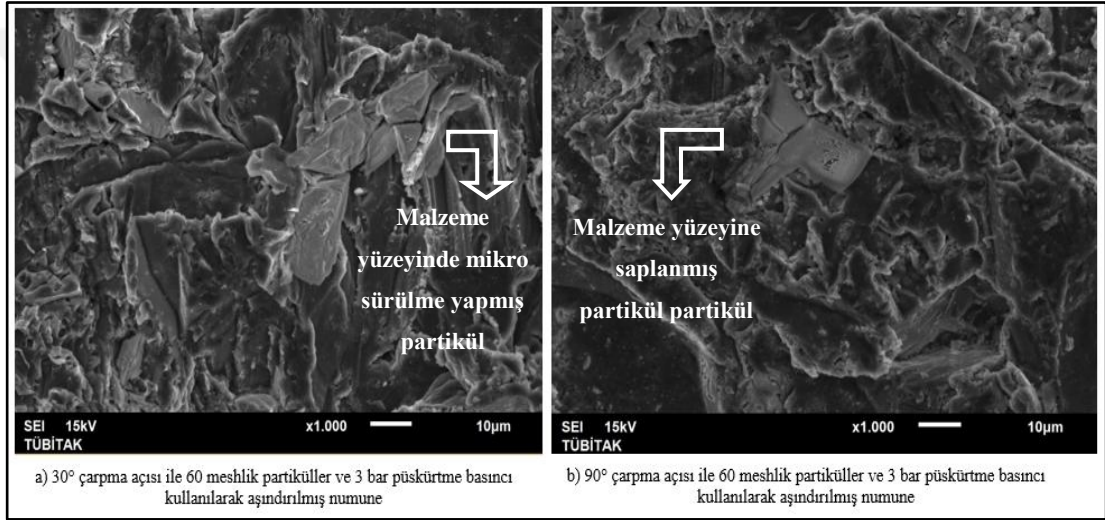 Malzeme
yüzeyinde mikro
sürülme yapmış
partikül
SEI 15kV x1.000 10µm
TÜBİTAK
a) 30° çarpma açısı ile 60 meshlik partiküller ve 3 bar püskürtme basıncı
kullanılarak aşındırılmış numune
Malzeme yüzeyine
saplanmış
partikül partikül
SEI 15kV x1.000 10µm
TÜBİTAK
b) 90° çarpma açısı ile 60 meshlik partiküller ve 3 bar püskürtme basıncı
kullanılarak aşındırılmış numune